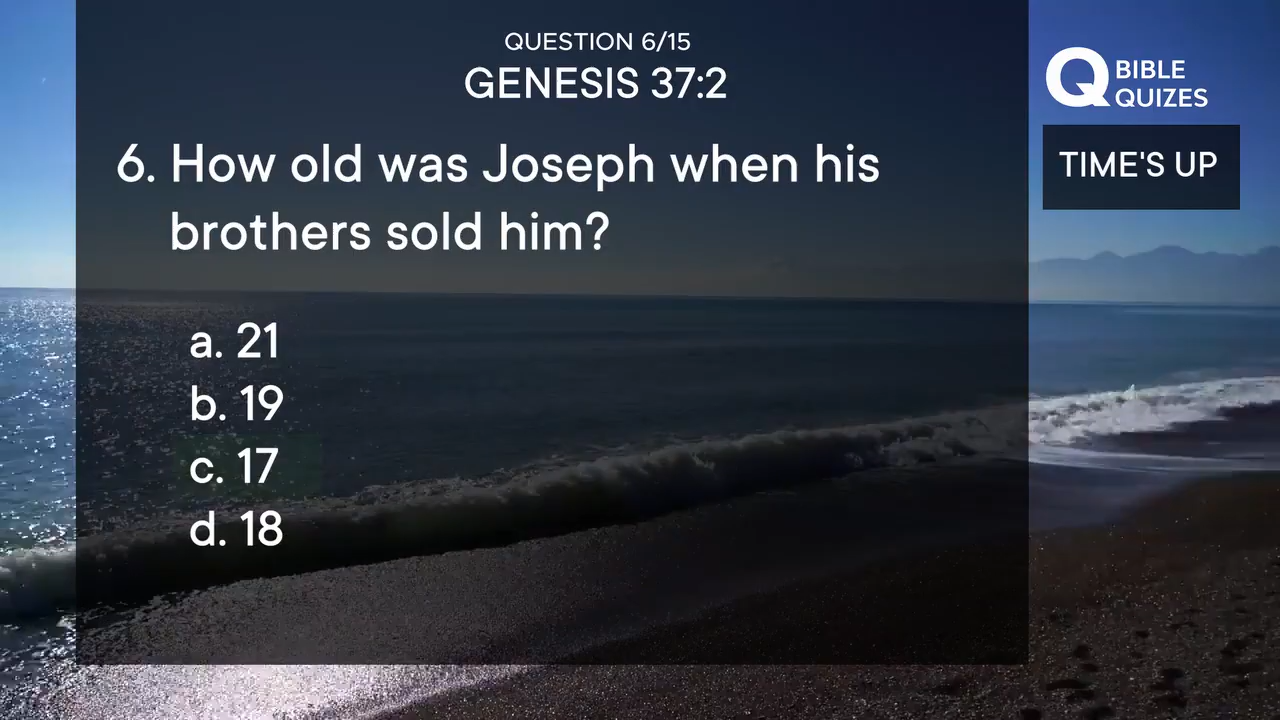 QUESTION 6/15
GENESIS 37:2
BIBLE
QUIZES
TIME'S UP
6. How old was Joseph when his
brothers sold him?
a. 21
b. 19
c. 17
d. 18